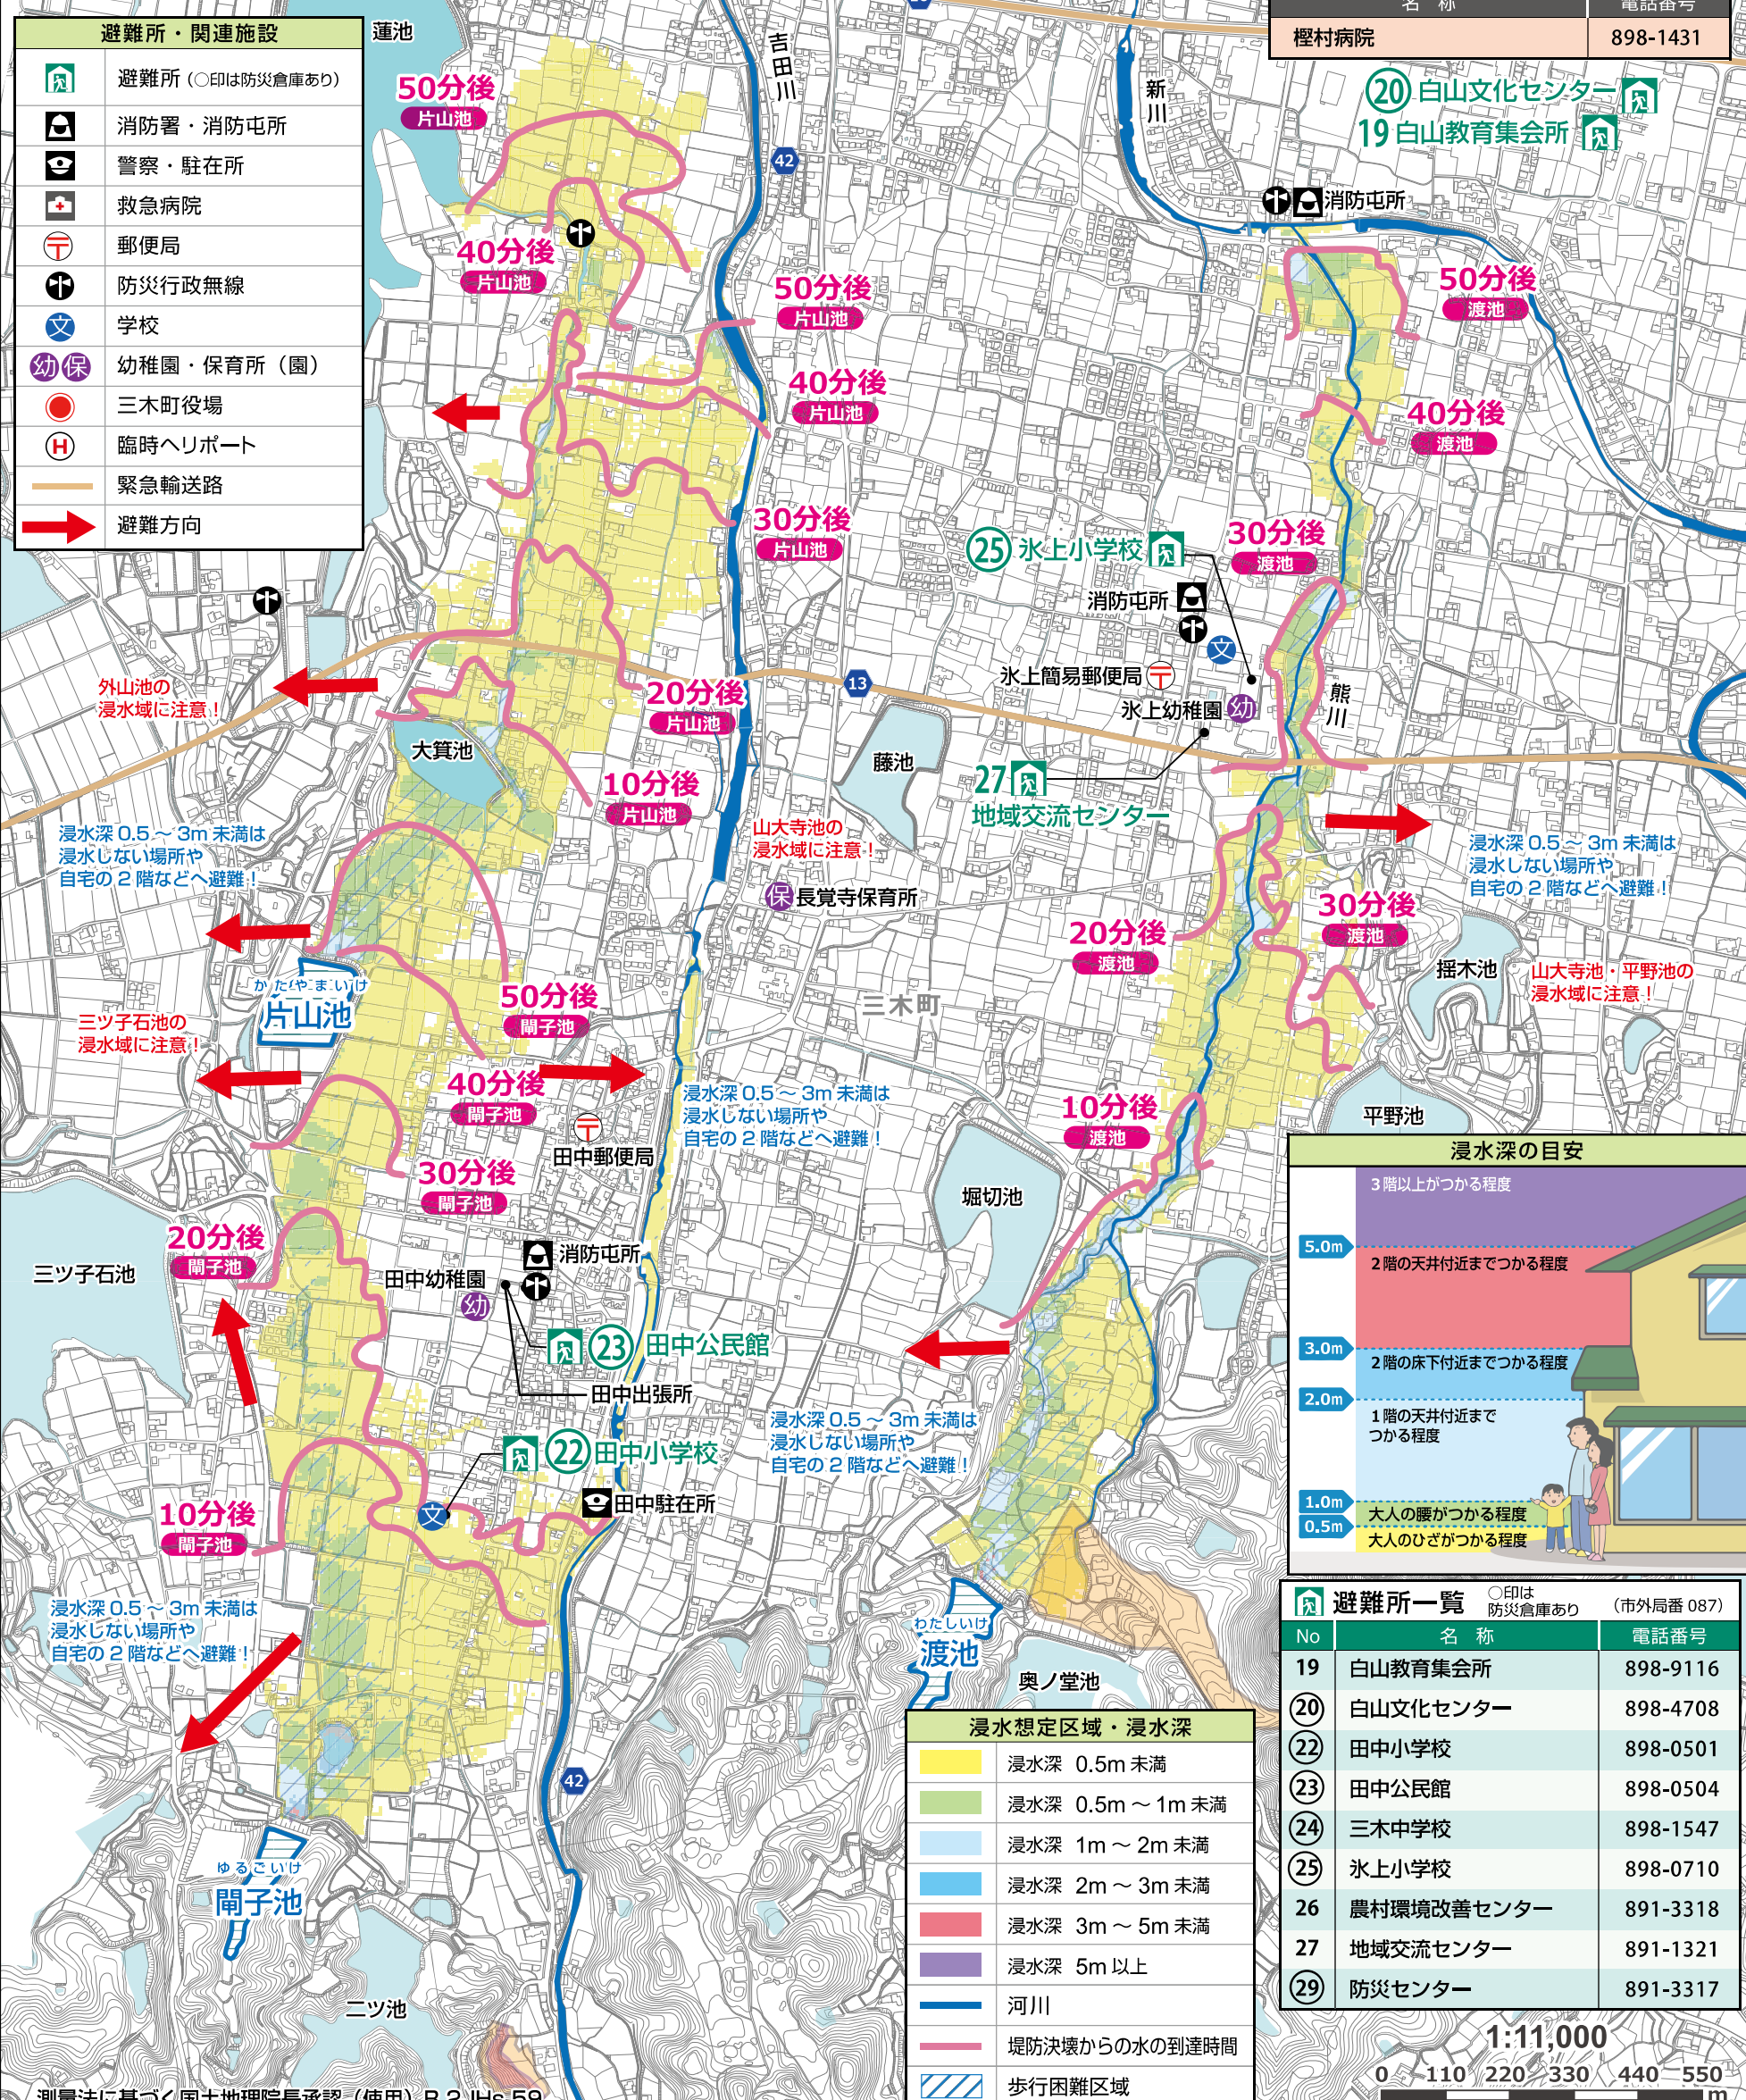 避難所・関連施設
避難所（○印は防災倉庫あり）
消防署・消防屯所
警察・駐在所
救急病院
郵便局
防災行政無線
文 学校
幼 保 幼稚園・保育所（園）
三木町役場
H 臨時ヘリポート
緊急輸送路
避難方向
名 称 電話番号
樫村病院 898-1431
⑳ 白山文化センター
19 白山教育集会所
蓮池
吉田川
新川
42
消防屯所
50分後
片山池
40分後
片山池
50分後
片山池
40分後
片山池
30分後
片山池
20分後
片山池
10分後
片山池
50分後
渡池
40分後
渡池
30分後
渡池
㉕ 氷上小学校
消防屯所
文
氷上簡易郵便局
氷上幼稚園 幼
熊川
27
地域交流センター
13
外山池の
浸水域に注意！
大箕池
藤池
浸水深 0.5 ～ 3m 未満は
浸水しない場所や
自宅の 2 階などへ避難！
山大寺池の
浸水域に注意！
保 長覚寺保育所
浸水深 0.5 ～ 3m 未満は
浸水しない場所や
自宅の 2 階などへ避難！
30分後
渡池
20分後
渡池
揺木池
山大寺池・平野池の
浸水域に注意！
かたやまいけ
片山池
三ツ子石池の
浸水域に注意！
三木町
50分後
閘子池
40分後
閘子池
浸水深 0.5 ～ 3m 未満は
浸水しない場所や
自宅の 2 階などへ避難！
田中郵便局
30分後
閘子池
10分後
渡池
平野池
堀切池
20分後
閘子池
三ツ子石池
消防屯所
田中幼稚園
幼
㉓ 田中公民館
田中出張所
㉒ 田中小学校
文
田中駐在所
浸水深 0.5 ～ 3m 未満は
浸水しない場所や
自宅の 2 階などへ避難！
10分後
閘子池
浸水深 0.5 ～ 3m 未満は
浸水しない場所や
自宅の 2 階などへ避難！
わたしいけ
渡池
奥ノ堂池
42
ゆるごいけ
閘子池
二ツ池
浸水深の目安
3 階以上がつかる程度
5.0m
2 階の天井付近までつかる程度
3.0m
2 階の床下付近までつかる程度
2.0m
1 階の天井付近まで
つかる程度
1.0m
大人の腰がつかる程度
0.5m
大人のひざがつかる程度
避難所一覧 ○印は防災倉庫あり （市外局番 087）
No 名 称 電話番号
19 白山教育集会所 898-9116
⑳ 白山文化センター 898-4708
㉒ 田中小学校 898-0501
㉓ 田中公民館 898-0504
㉔ 三木中学校 898-1547
㉕ 氷上小学校 898-0710
26 農村環境改善センター 891-3318
27 地域交流センター 891-1321
㉙ 防災センター 891-3317
浸水想定区域・浸水深
浸水深 0.5m 未満
浸水深 0.5m ～ 1m 未満
浸水深 1m ～ 2m 未満
浸水深 2m ～ 3m 未満
浸水深 3m ～ 5m 未満
浸水深 5m 以上
河川
堤防決壊からの水の到達時間
歩行困難区域
1:11,000
0 110 220 330 440 550
m
測量法に基づく国土地理院長承認（使用）R 2 JHs 59